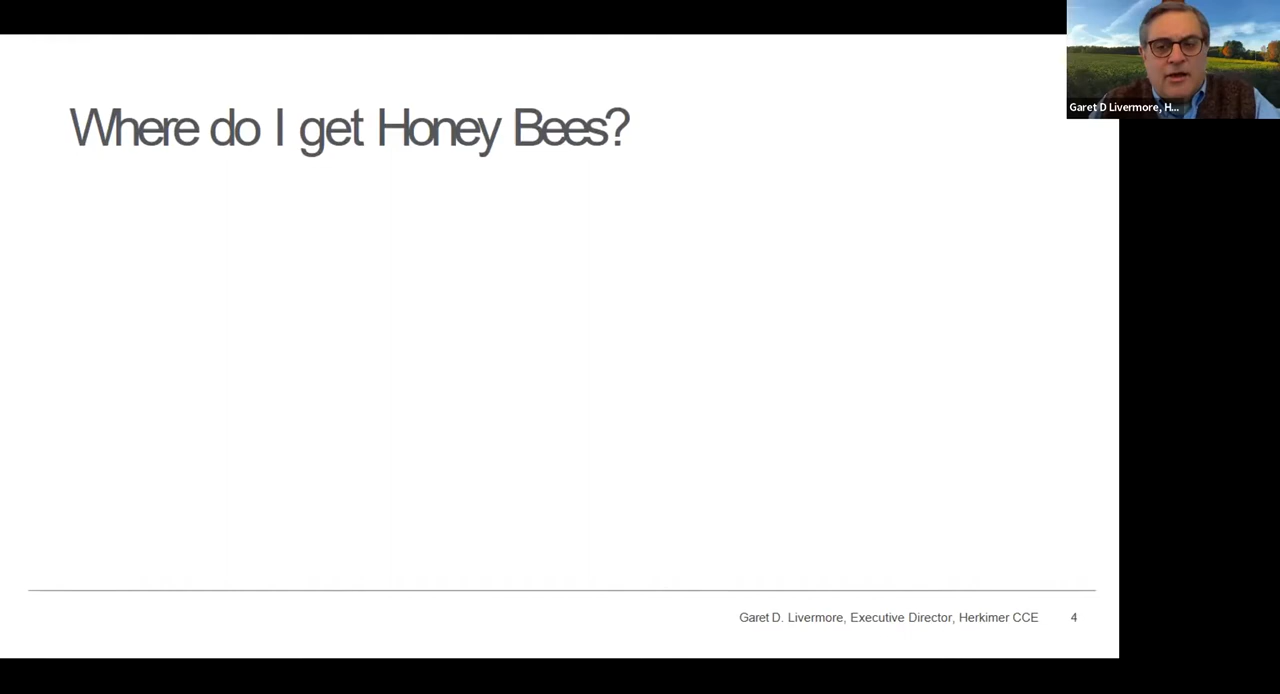 Where do I get Honey Bees?
Garet D Livermore, H...
Garet D. Livermore, Executive Director, Herkimer CCE 4